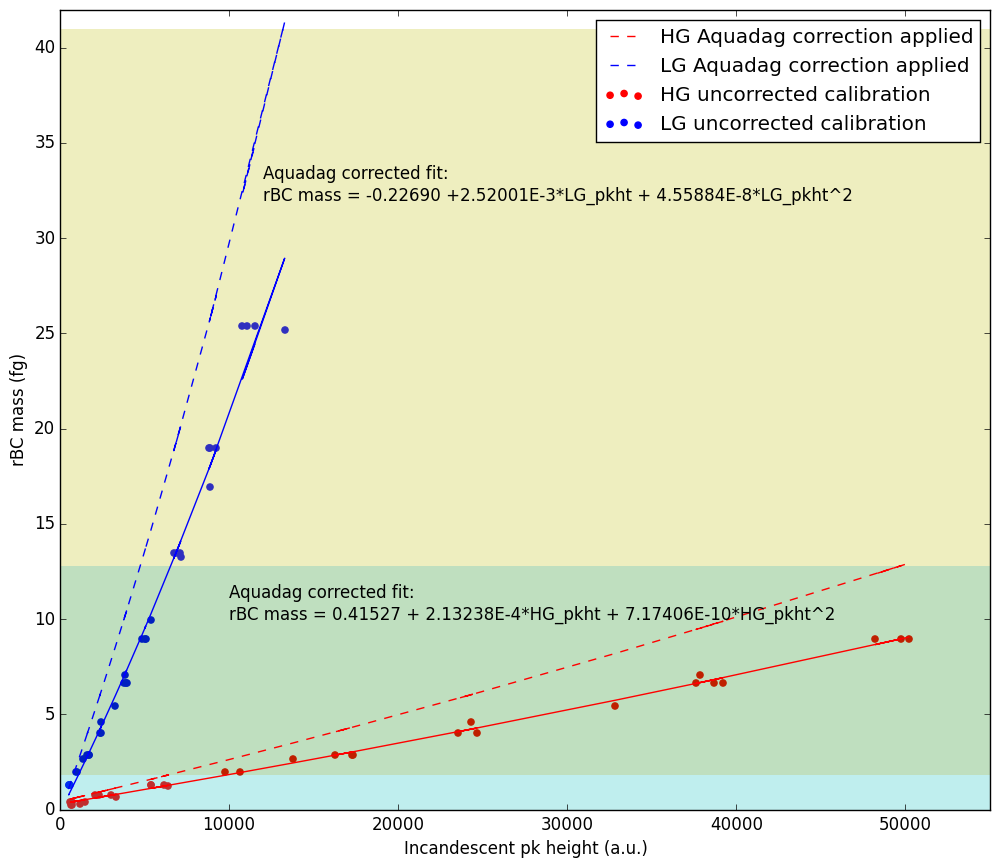 HG Aquadag correction applied
LG Aquadag correction applied
HG uncorrected calibration
LG uncorrected calibration
Aquadag corrected fit:
rBC mass = -0.22690 +2.52001E-3*LG_pkht + 4.55884E-8*LG_pkht^2
Aquadag corrected fit:
rBC mass = 0.41527 + 2.13238E-4*HG_pkht + 7.17406E-10*HG_pkht^2
rBC mass (fg)
40
35
30
25
20
15
10
5
0
0 10000 20000 30000 40000 50000
Incandescent pk height (a.u.)